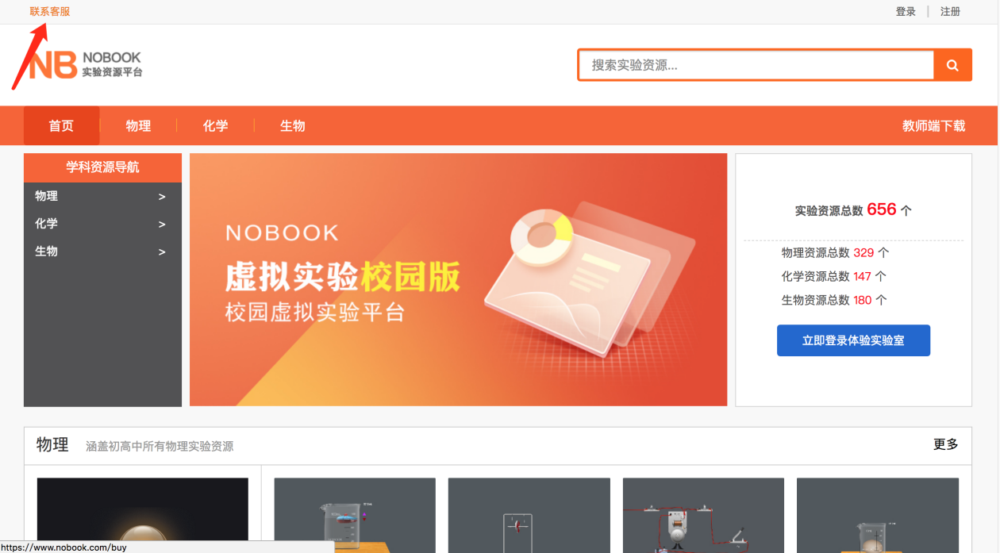 联系客服
登录 | 注册
NB NOBOOK
实验资源平台
搜索实验资源...
首页 物理 化学 生物 教师端下载
学科资源导航
物理 >
化学 >
生物 >
NOBOOK
虚拟实验校园版
校园虚拟实验平台
实验资源总数 656 个
物理资源总数 329 个
化学资源总数 147 个
生物资源总数 180 个
立即登录体验实验室
物理 涵盖初高中所有物理实验资源 更多
https://www.nobook.com/buy